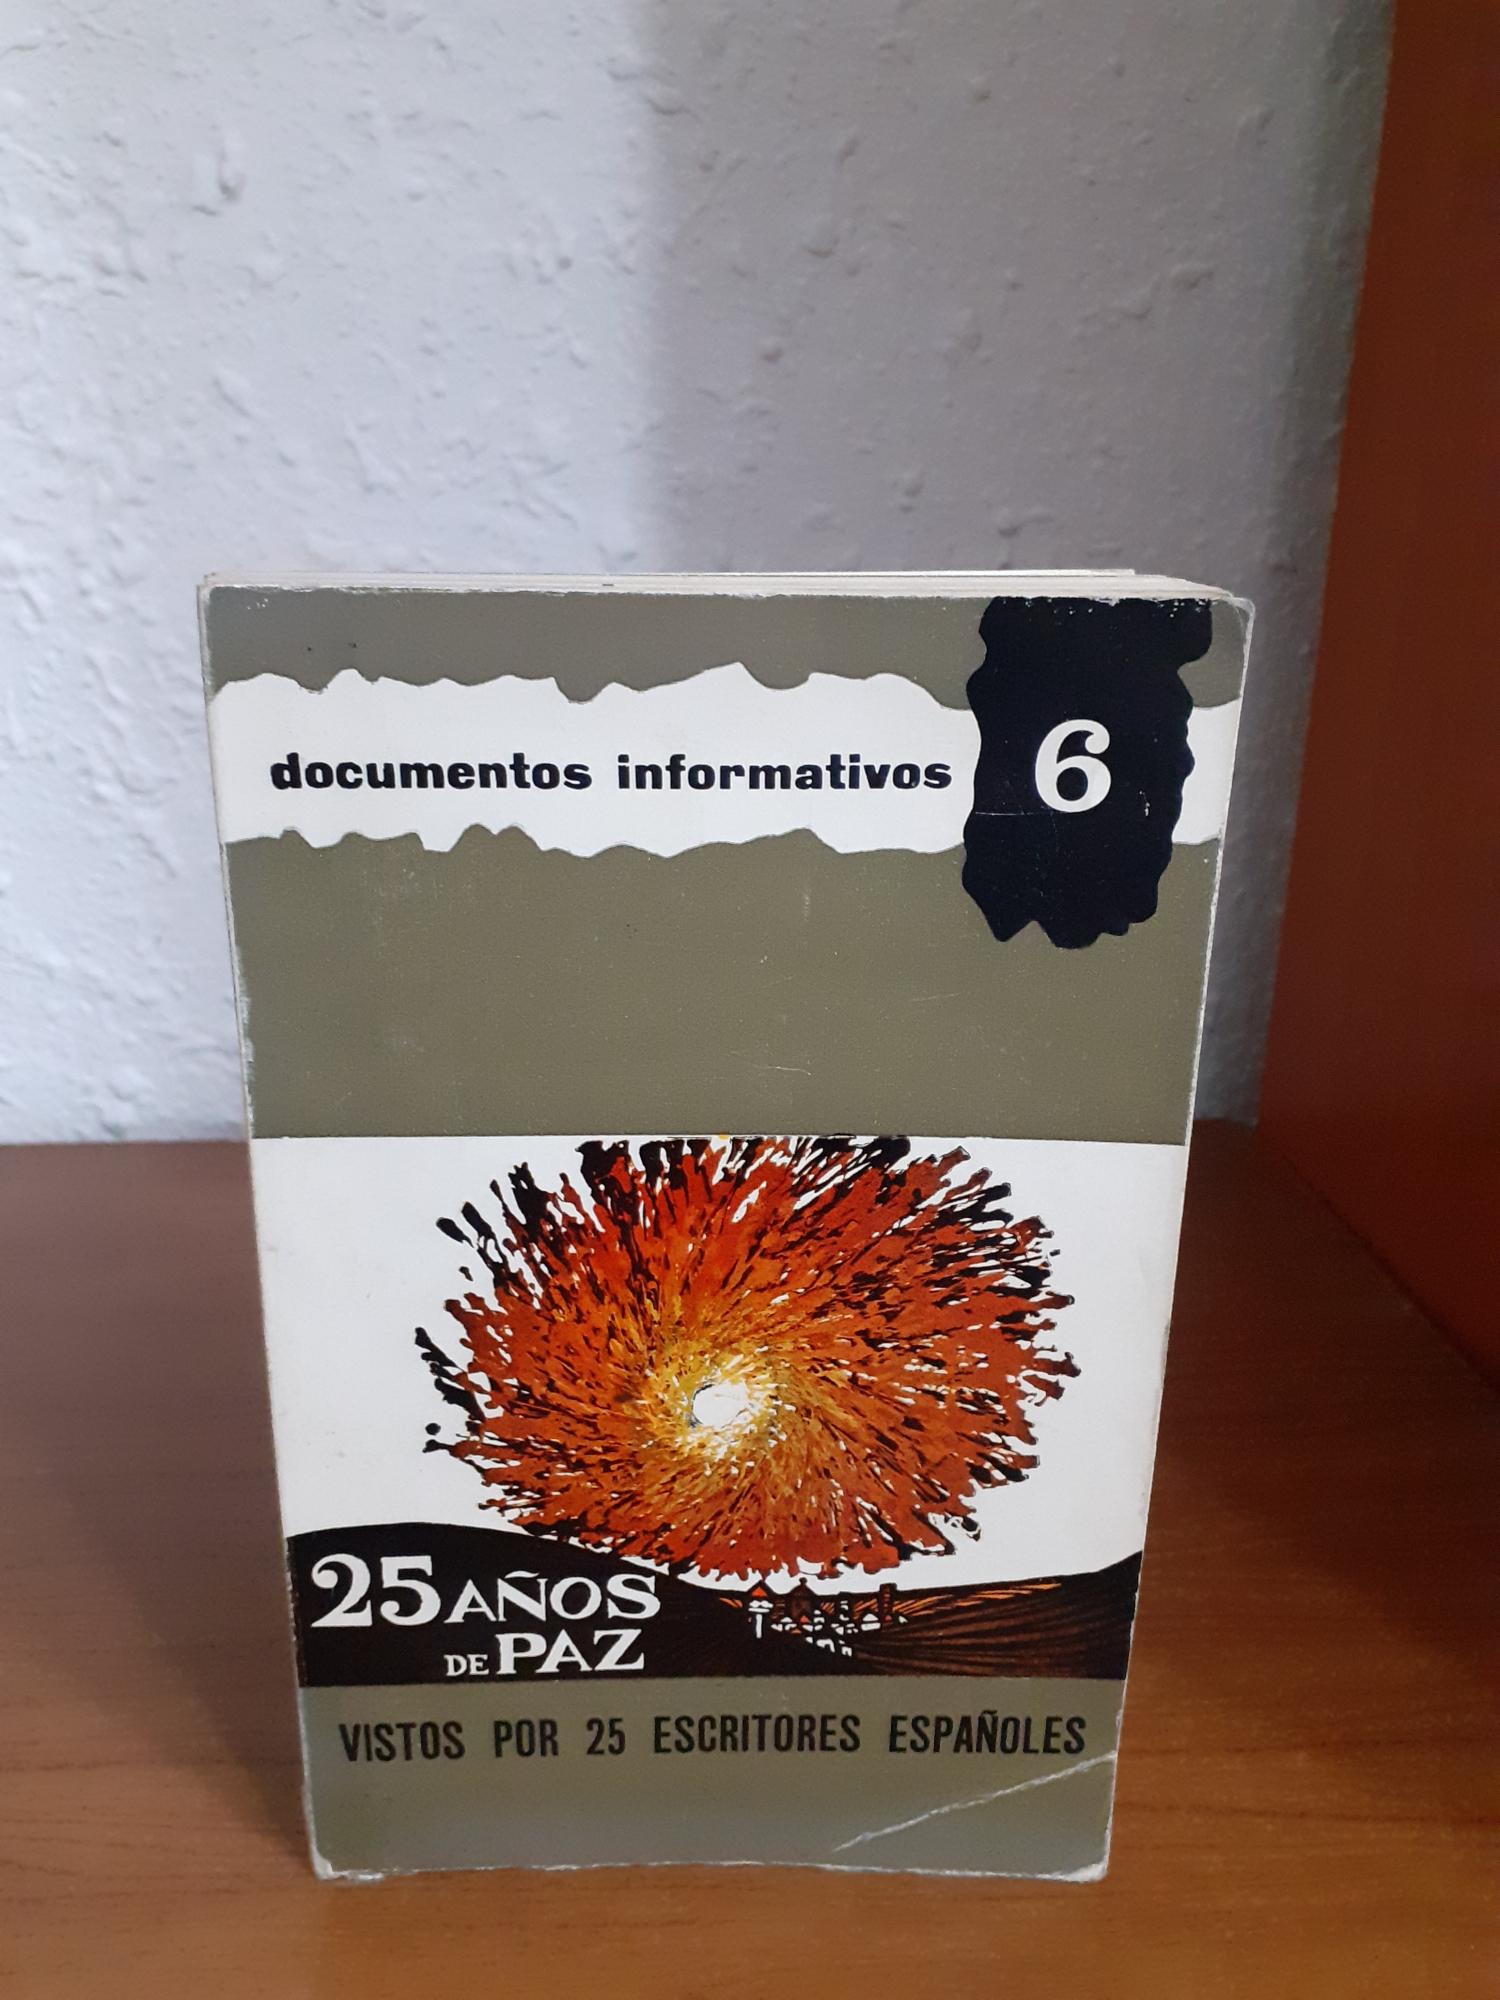 documentos informativos
6
25 AÑOS
DE PAZ
VISTOS POR 25 ESCRITORES ESPAÑOLES